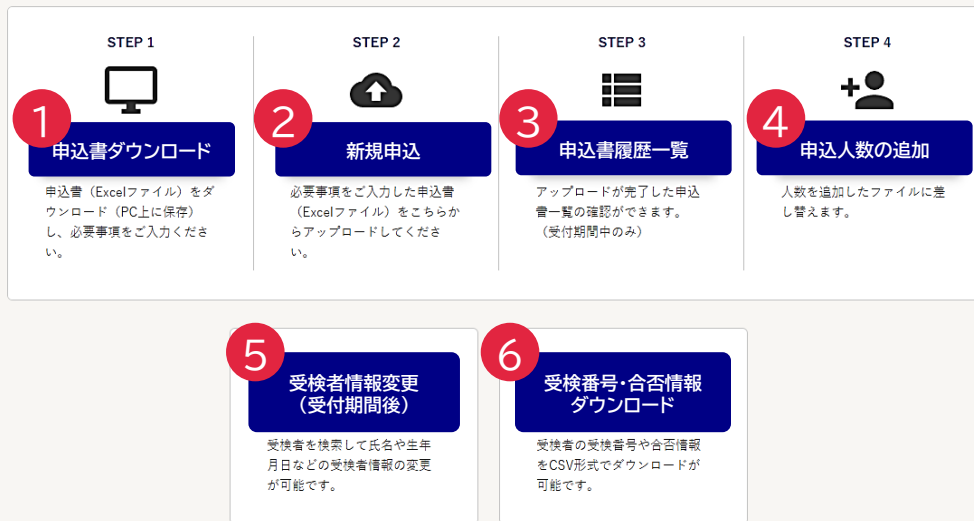 STEP 1
1
申込書ダウンロード
申込書（Excelファイル）をダ
ウンロード（PC上に保存）
し、必要事項をご入力くださ
い。
STEP 2
2
新規申込
必要事項をご入力した申込書
（Excelファイル）をこちらか
らアップロードしてくださ
い。
STEP 3
3
申込書履歴一覧
アップロードが完了した申込
書一覧の確認ができます。
（受付期間中のみ）
STEP 4
4
申込人数の追加
人数を追加したファイルに差
し替えます。
5
受検者情報変更
（受付期間後）
受検者を検索して氏名や生年
月日などの受検者情報の変更
が可能です。
6
受検番号・合否情報
ダウンロード
受検者の受検番号や合否情報
をCSV形式でダウンロードが
可能です。